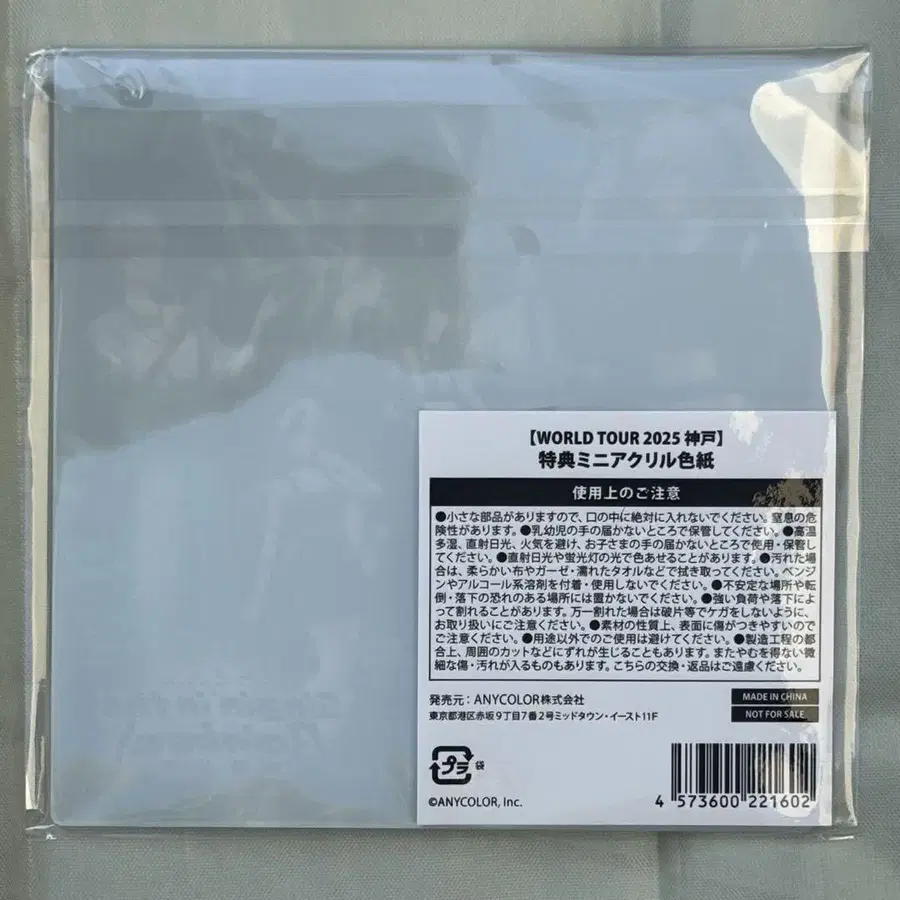 【WORLD TOUR 2025 神戸】
特典ミニアクリル色紙
使用上のご注意
●小さな部品がありますので、口の中に絶対に入れないでください。窒息の危
険性があります。●乳幼児の手の届かないところで保管してください。●高温
多湿、直射日光、火気を避け、お子さまの手の届かないところで使用・保管し
てください。●直射日光や蛍光灯の光で色あせることがあります。●汚れた場
合は、柔らかい布やガーゼ・濡れたタオルなどで拭き取ってください。ベンジ
ンやアルコール系溶剤を付着・使用しないでください。●不安定な場所や転
倒・落下の恐れのある場所には置かないでください。●強い負荷や落下によ
って割れることがあります。万一割れた場合は破片等でケガをしないように、
お取り扱いにご注意ください。●素材の性質上、表面に傷がつきやすいので
ご注意ください。●用途以外でのご使用は避けてください。●製造工程の都
合上、周囲のカットなどにずれが生じることもあります。またやむを得ない微
細な傷・汚れが入るものもあります。こちらの交換・返品はご遠慮ください。
発売元：ANYCOLOR株式会社
東京都港区赤坂9丁目7番2号ミッドタウン・イースト11F
MADE IN CHINA
NOT FOR SALE
プラ 袋
©ANYCOLOR, Inc.
4 573600 221602